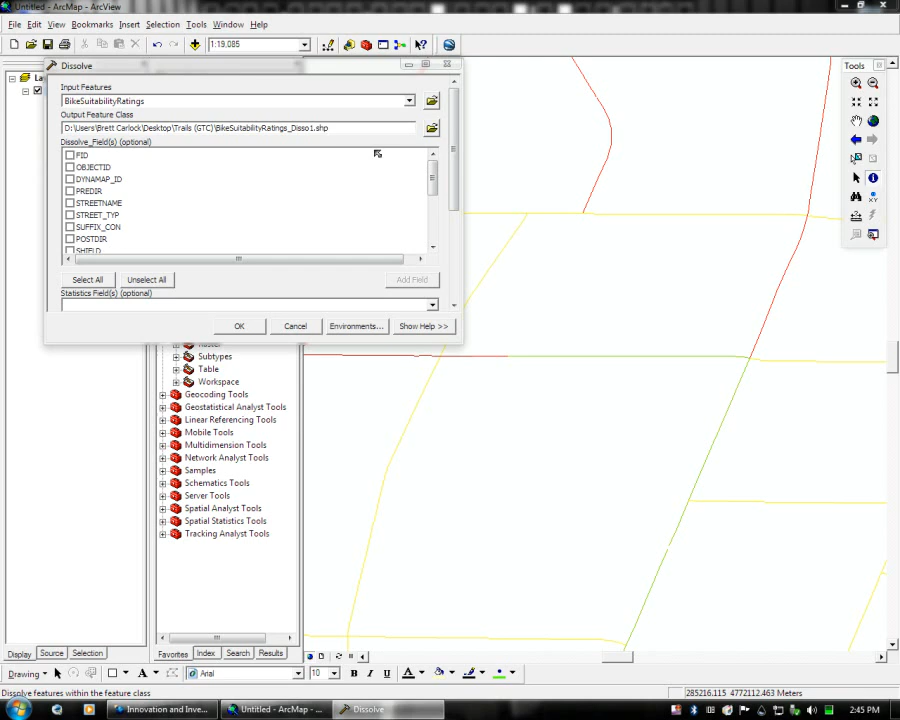 Untitled - ArcMap - ArcView
File Edit View Bookmarks Insert Selection Tools Window Help
1:19,085
Dissolve
Tools
La
Input Features
BikeSuitabilityRatings
Output Feature Class
D:\Users\Brett Carlock\Desktop\Trails (GTC)\BikeSuitabilityRatings_Disso1.shp
Dissolve_Field(s) (optional)
FID
OBJECTID
DYNAMAP_ID
PREDIR
STREETNAME
STREET_TYP
SUFFIX_CON
POSTDIR
SHIELD
Select All Unselect All Add Field
Statistics Field(s) (optional)
OK Cancel Environments... Show Help >>
Raster
Subtypes
Table
Workspace
Geocoding Tools
Geostatistical Analyst Tools
Linear Referencing Tools
Mobile Tools
Multidimension Tools
Network Analyst Tools
Samples
Schematics Tools
Server Tools
Spatial Analyst Tools
Spatial Statistics Tools
Tracking Analyst Tools
Display Source Selection Favorites Index Search Results
Drawing Arial 10 B I U A
Dissolve features within the feature class 285216.115 4772112.463 Meters
Innovation and Inve... Untitled - ArcMap - ... Dissolve 2:45 PM